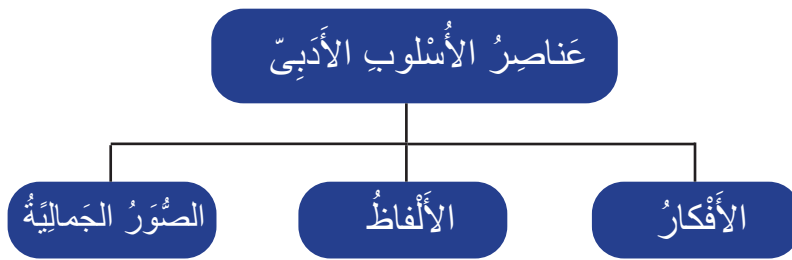 عَناصِرُ الأُسْلوبِ الأَدَبِىّ
الأَفْكارُ
الأَلْفاظُ
الصُّوَرُ الجَمالِيًةُ